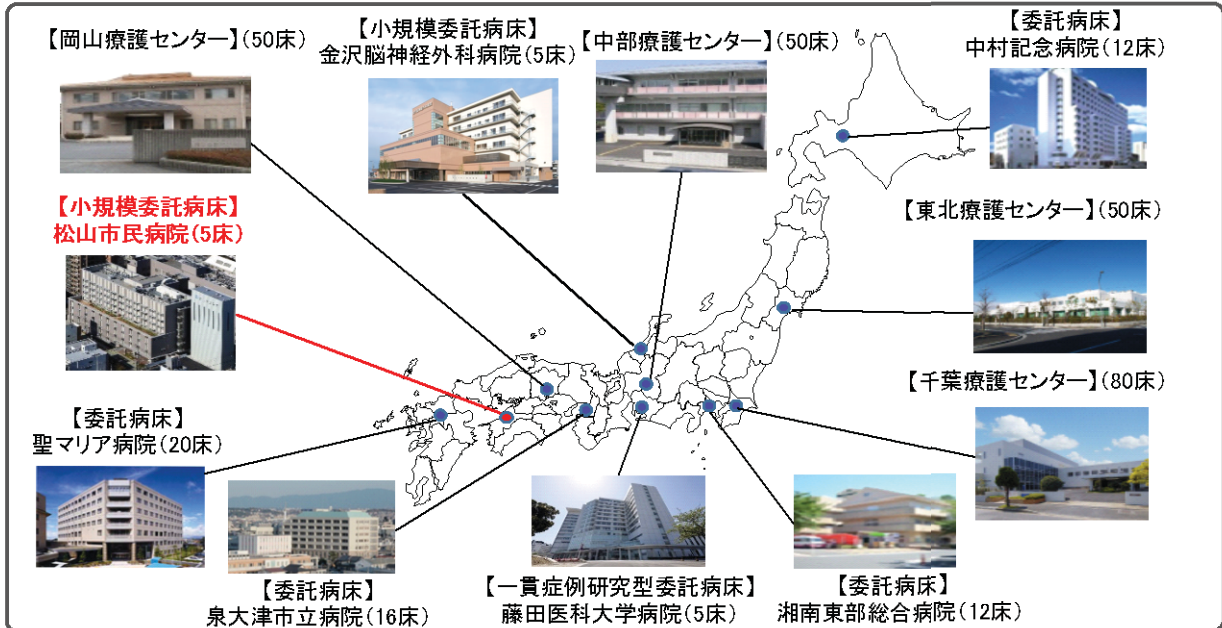 【岡山療護センター】(50床)
【小規模委託病床】
金沢脳神経外科病院(5床)
【中部療護センター】(50床)
【委託病床】
中村記念病院(12床)
【小規模委託病床】
松山市民病院(5床)
【東北療護センター】(50床)
【千葉療護センター】(80床)
【委託病床】
聖マリア病院(20床)
【委託病床】
泉大津市立病院(16床)
【一貫症例研究型委託病床】
藤田医科大学病院(5床)
【委託病床】
湘南東部総合病院(12床)